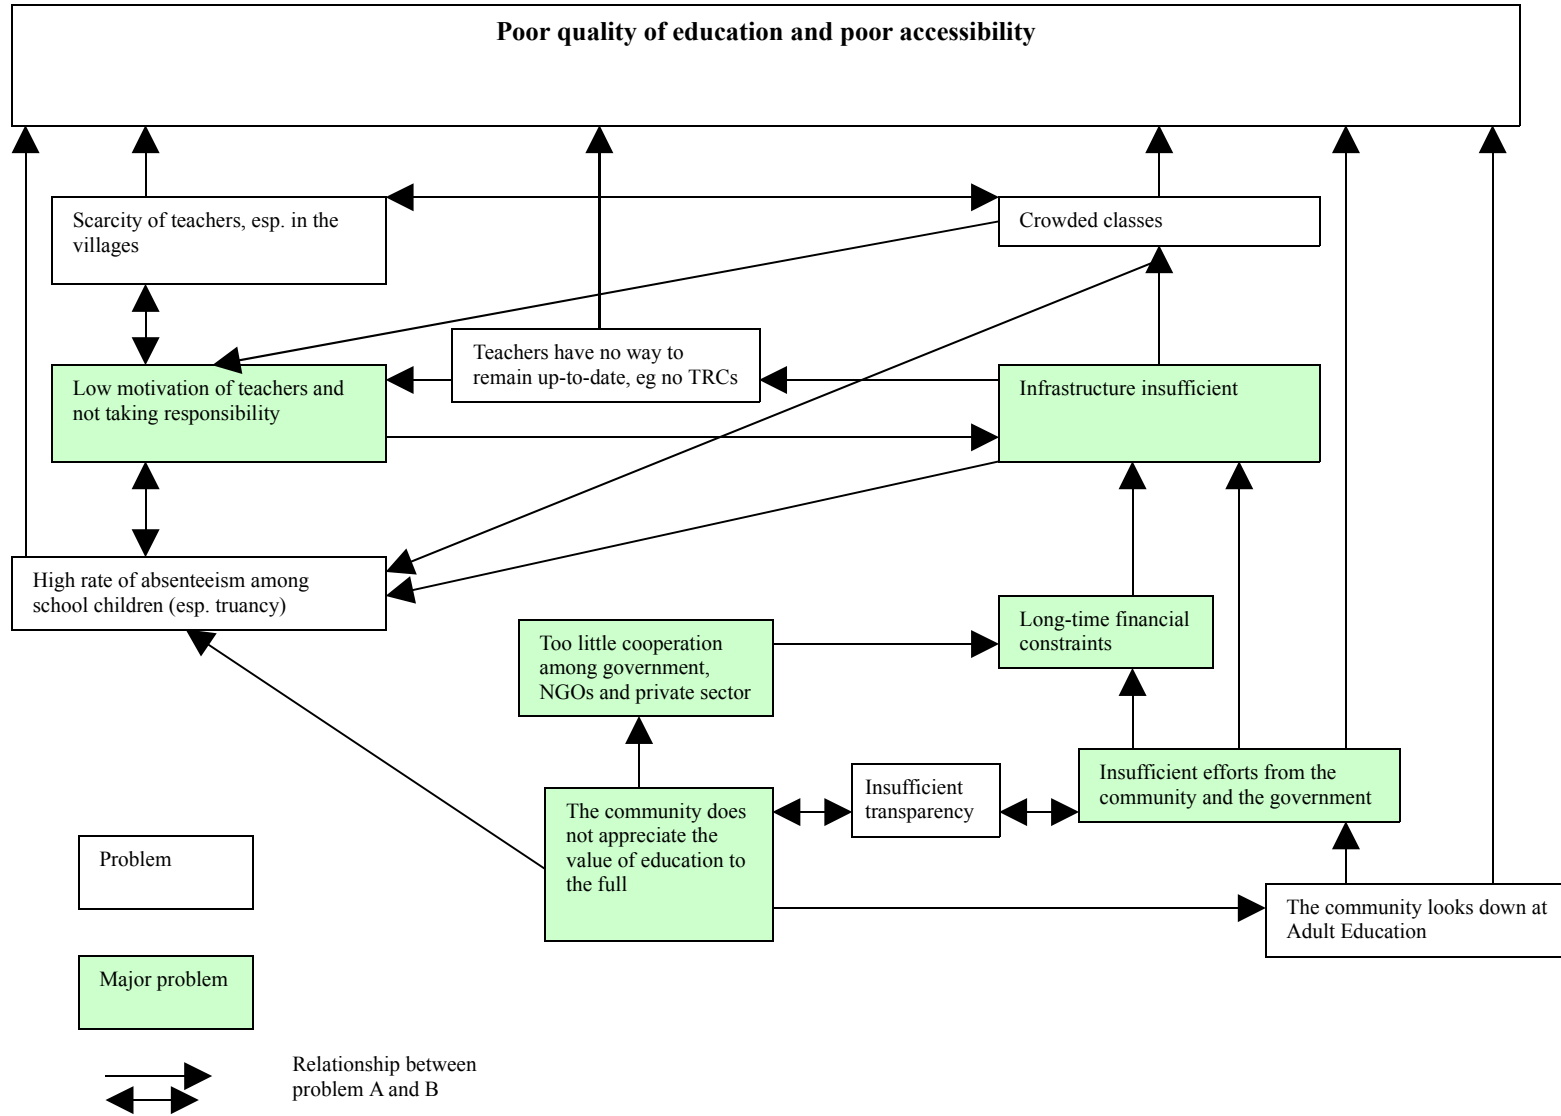 Poor quality of education and poor accessibility
Scarcity of teachers, esp. in the
villages
Crowded classes
Teachers have no way to
remain up-to-date, eg no TRCs
Low motivation of teachers and
not taking responsibility
Infrastructure insufficient
High rate of absenteeism among
school children (esp. truancy)
Too little cooperation
among government,
NGOs and private sector
Long-time financial
constraints
The community does
not appreciate the
value of education to
the full
Insufficient
transparency
Insufficient efforts from the
community and the government
The community looks down at
Adult Education
Problem
Major problem
Relationship between
problem A and B